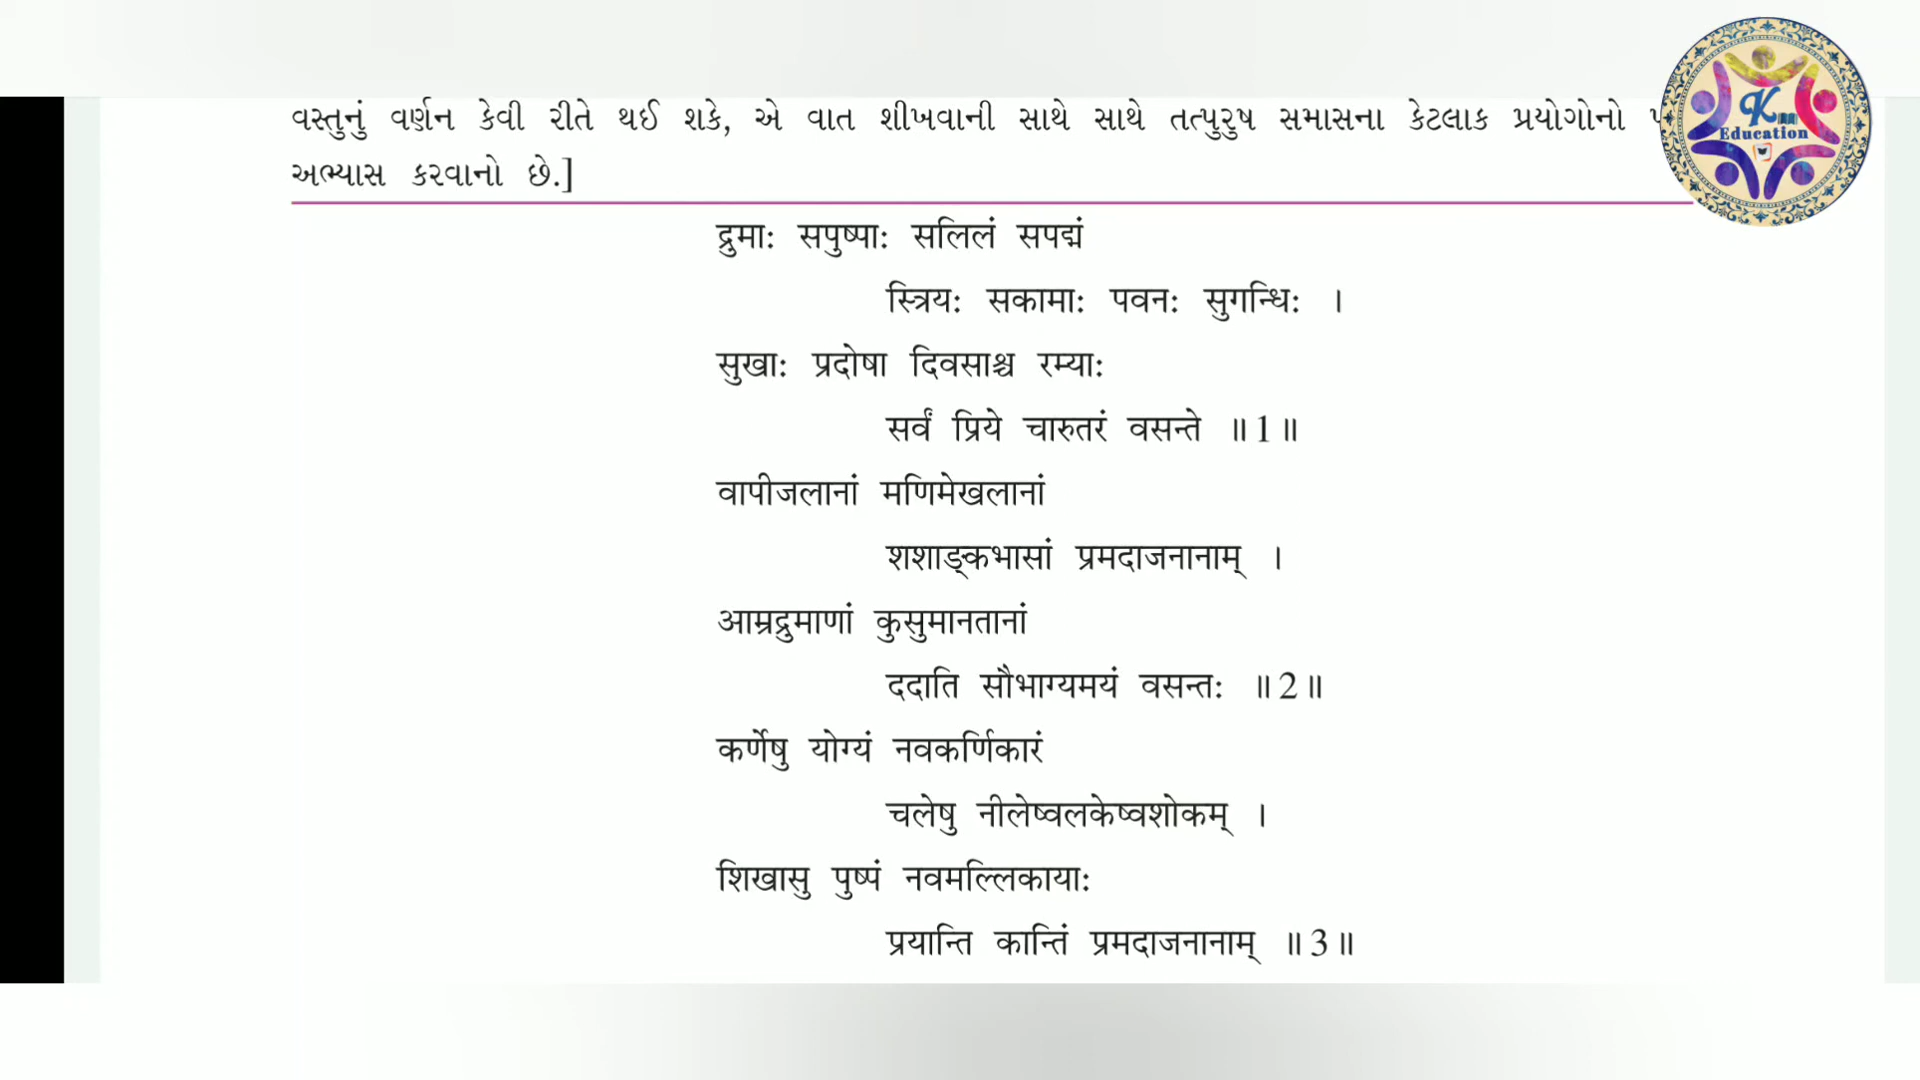 વસ્તુનું વર્ણન કેવી રીતે થઈ શકે, એ વાત શીખવાની સાથે સાથે તત્પુરુષ સમાસના કેટલાક પ્રયોગોનો
અભ્યાસ કરવાનો છે.]
द्रुमाः सपुष्पाः सलिलं सपद्मं
स्त्रियः सकामाः पवनः सुगन्धिः ।
सुखाः प्रदोषा दिवसाश्च रम्याः
सर्वं प्रिये चारुतरं वसन्ते ॥1॥
वापीजलानां मणिमेखलानां
शशाङ्कभासां प्रमदाजनानाम् ।
आम्रद्रुमाणां कुसुमानतानां
ददाति सौभाग्यमयं वसन्तः ॥2॥
कर्णेषु योग्यं नवकर्णिकारं
चलेषु नीलेष्वलकेष्वशोकम् ।
शिखासु पुष्पं नवमल्लिकायाः
प्रयान्ति कान्तिं प्रमदाजनानाम् ॥3॥
K
Education